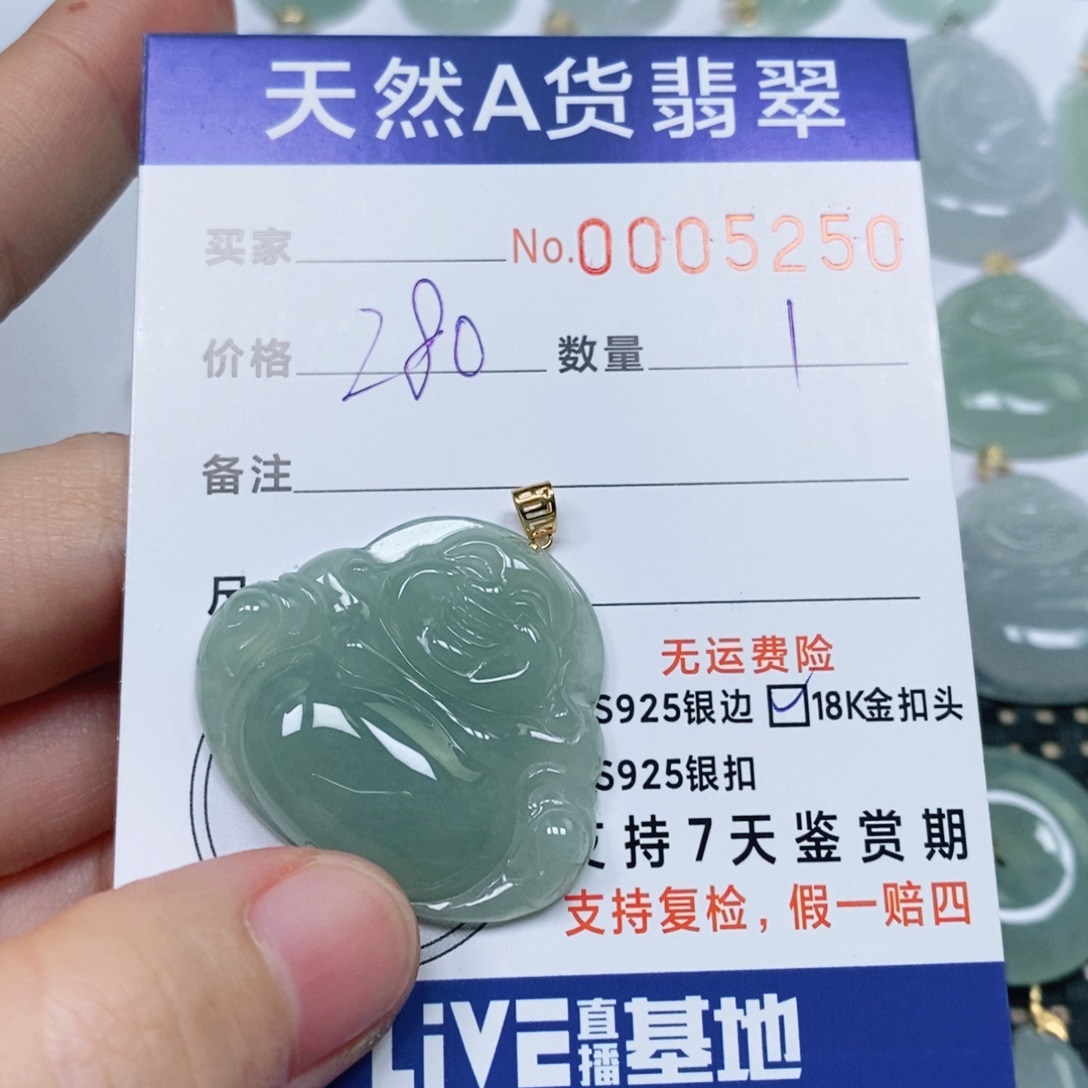 天然A货翡翠
买家 No.0005250
价格 280 数量 1
备注
尺
无运费险
S925银边 18K金扣头
S925银扣
支持7天鉴赏期
支持复检，假一赔四
LiVE直播基地